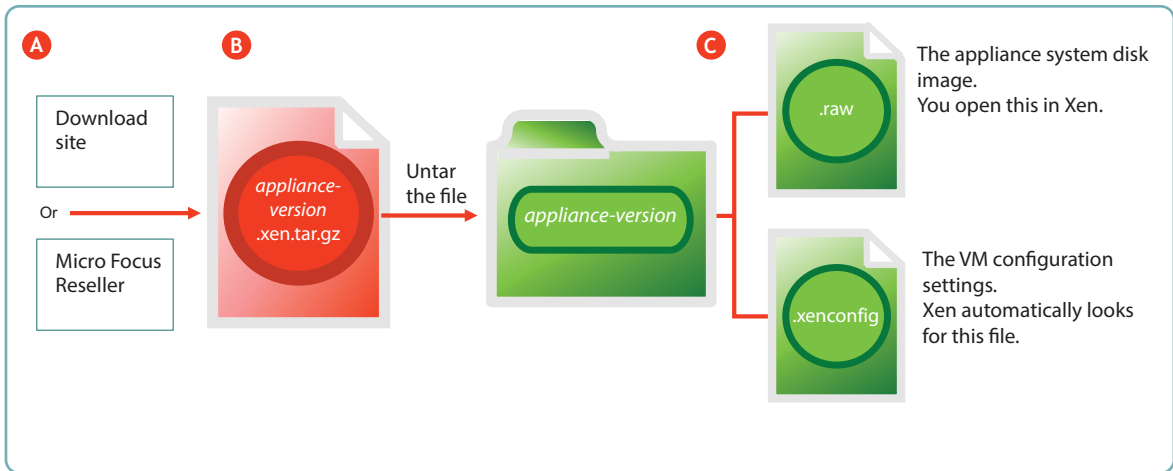 A
B
C
Download
site
Or
Micro Focus
Reseller
appliance-
version
.xen.tar.gz
Untar
the file
appliance-version
.raw
The appliance system disk
image.
You open this in Xen.
.xenconfig
The VM configuration
settings.
Xen automatically looks
for this file.